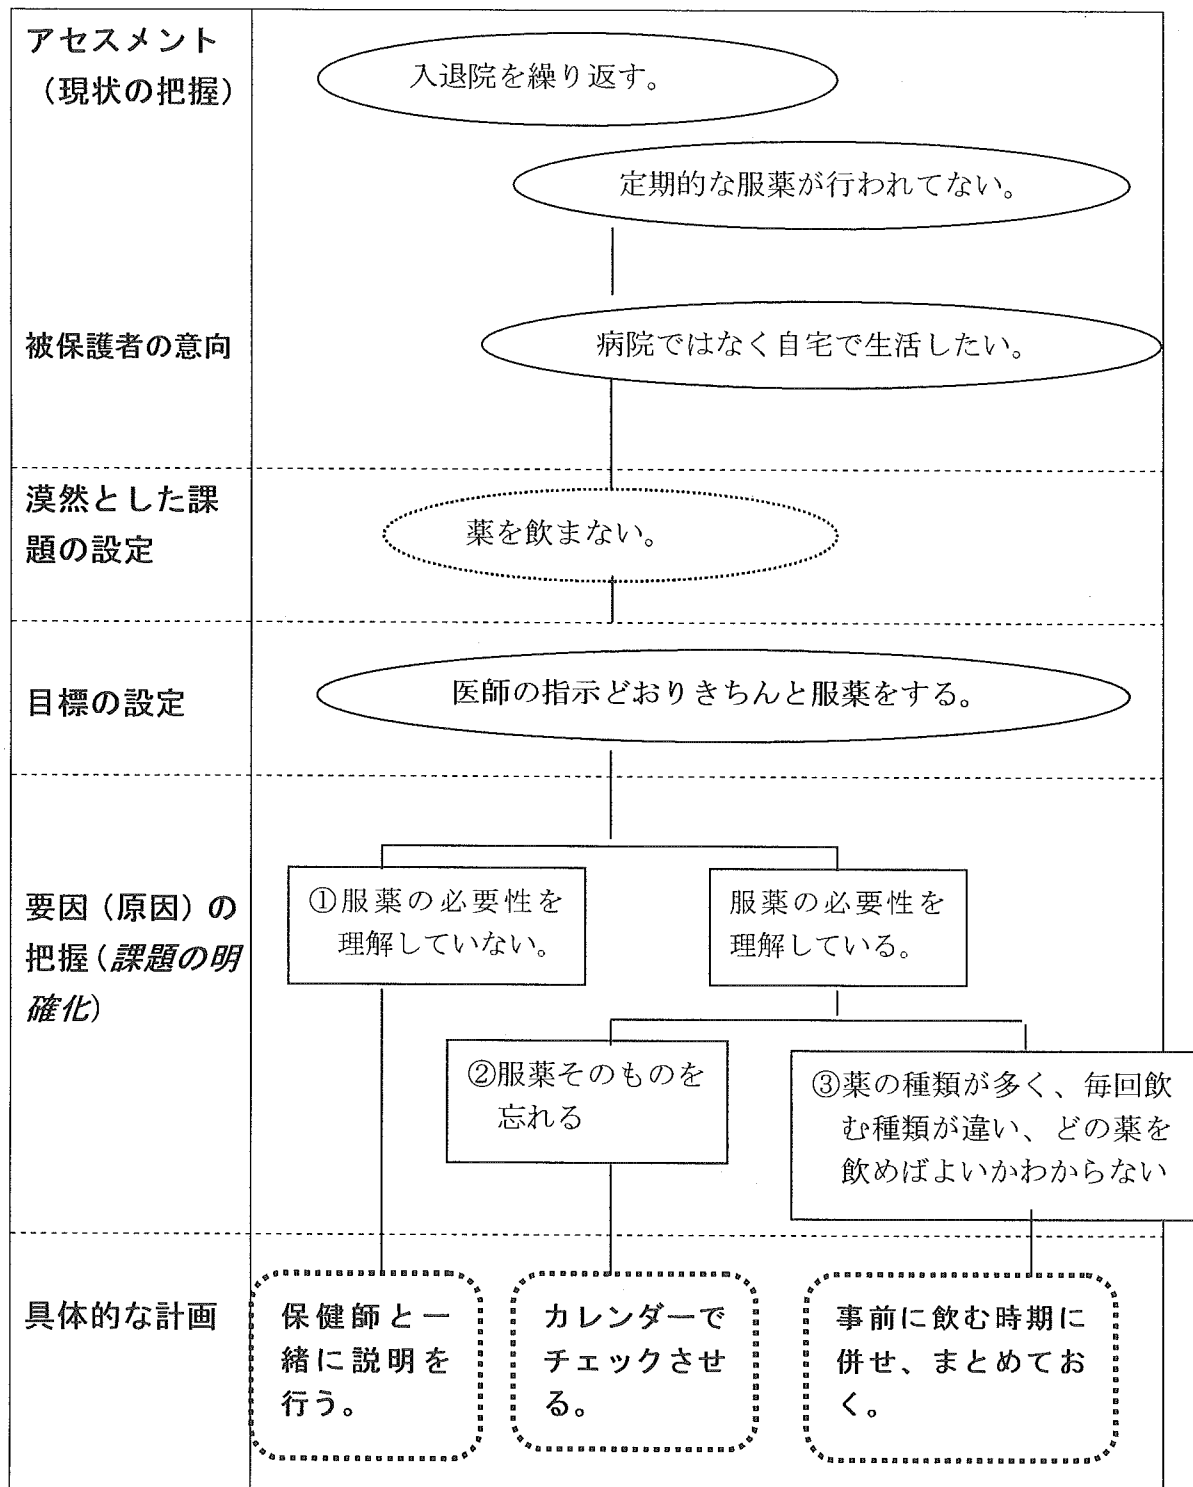 アセスメント
（現状の把握）
入退院を繰り返す。
定期的な服薬が行われてない。
被保護者の意向
病院ではなく自宅で生活したい。
漠然とした課
題の設定
薬を飲まない。
目標の設定
医師の指示どおりきちんと服薬をする。
要因（原因）の
把握（課題の明
確化）
①服薬の必要性を
理解していない。
服薬の必要性を
理解している。
②服薬そのものを
忘れる
③薬の種類が多く、毎回飲
む種類が違い、どの薬を
飲めばよいかわからない
具体的な計画
保健師と一
緒に説明を
行う。
カレンダーで
チェックさせ
る。
事前に飲む時期に
併せ、まとめてお
く。